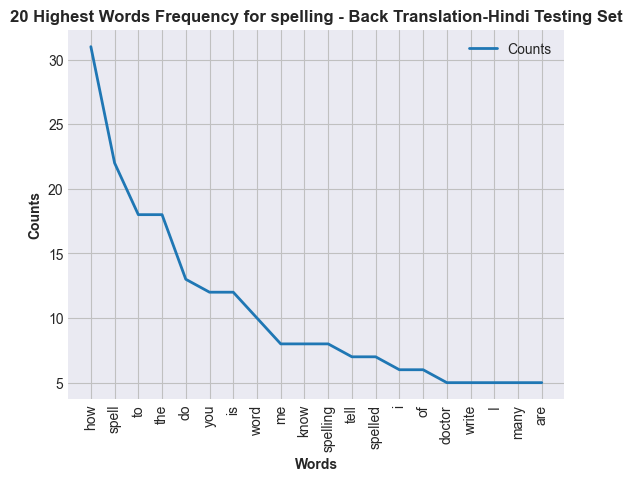 20 Highest Words Frequency for spelling - Back Translation-Hindi Testing Set
Counts
30
25
20
15
10
5
Counts
how
spell
to
the
do
you
is
word
me
know
spelling
tell
spelled
i
of
doctor
write
I
many
are
Words